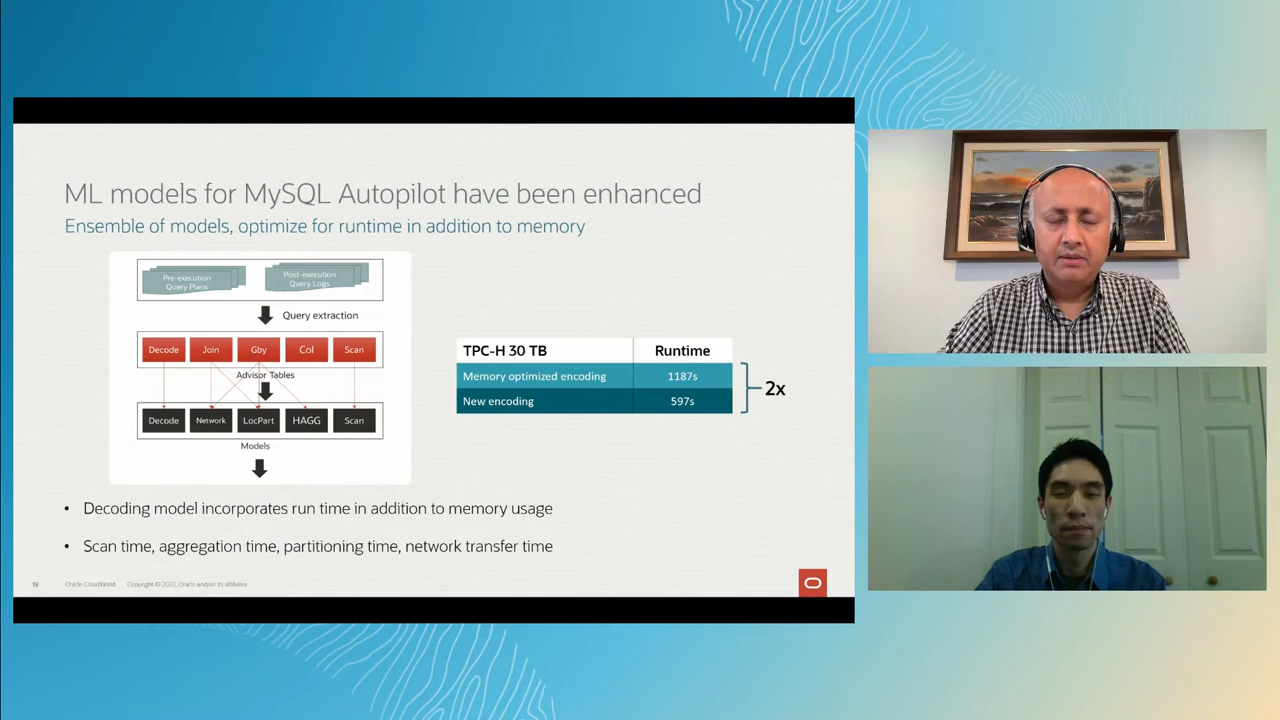 ML models for MySQL Autopilot have been enhanced
Ensemble of models, optimize for runtime in addition to memory
Pre-execution
Query Plans
Post-execution
Query Logs
Query extraction
Decode Join Gby Col Scan
Advisor Tables
Decode Network LocPart HAGG Scan
Models
TPC-H 30 TB Runtime
Memory optimized encoding 1187s
New encoding 597s
2x
• Decoding model incorporates run time in addition to memory usage
• Scan time, aggregation time, partitioning time, network transfer time
19 Oracle CloudWorld Copyright © 2022, Oracle and/or its affiliates